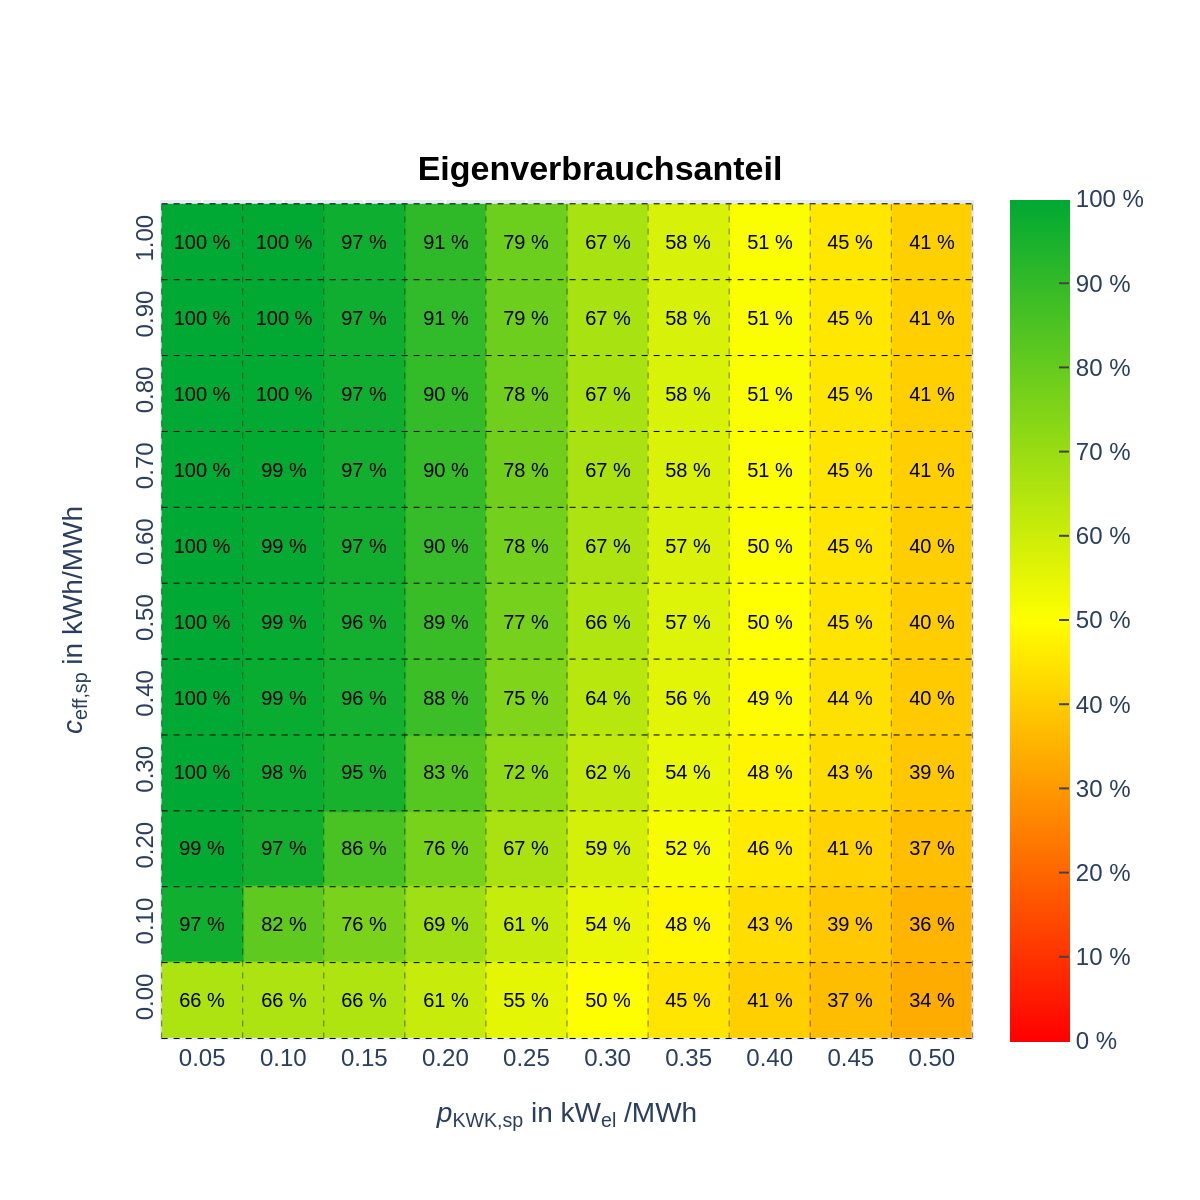 Eigenverbrauchsanteil
1.00 100 % 100 % 97 % 91 % 79 % 67 % 58 % 51 % 45 % 41 %
0.90 100 % 100 % 97 % 91 % 79 % 67 % 58 % 51 % 45 % 41 %
0.80 100 % 100 % 97 % 90 % 78 % 67 % 58 % 51 % 45 % 41 %
0.70 100 % 99 % 97 % 90 % 78 % 67 % 58 % 51 % 45 % 41 %
0.60 100 % 99 % 97 % 90 % 78 % 67 % 57 % 50 % 45 % 40 %
0.50 100 % 99 % 96 % 89 % 77 % 66 % 57 % 50 % 45 % 40 %
0.40 100 % 99 % 96 % 88 % 75 % 64 % 56 % 49 % 44 % 40 %
0.30 100 % 98 % 95 % 83 % 72 % 62 % 54 % 48 % 43 % 39 %
0.20 99 % 97 % 86 % 76 % 67 % 59 % 52 % 46 % 41 % 37 %
0.10 97 % 82 % 76 % 69 % 61 % 54 % 48 % 43 % 39 % 36 %
0.00 66 % 66 % 66 % 61 % 55 % 50 % 45 % 41 % 37 % 34 %
0.05 0.10 0.15 0.20 0.25 0.30 0.35 0.40 0.45 0.50
pKWK,sp in kWel /MWh
ceff,sp in kWh/MWh
100 %
90 %
80 %
70 %
60 %
50 %
40 %
30 %
20 %
10 %
0 %